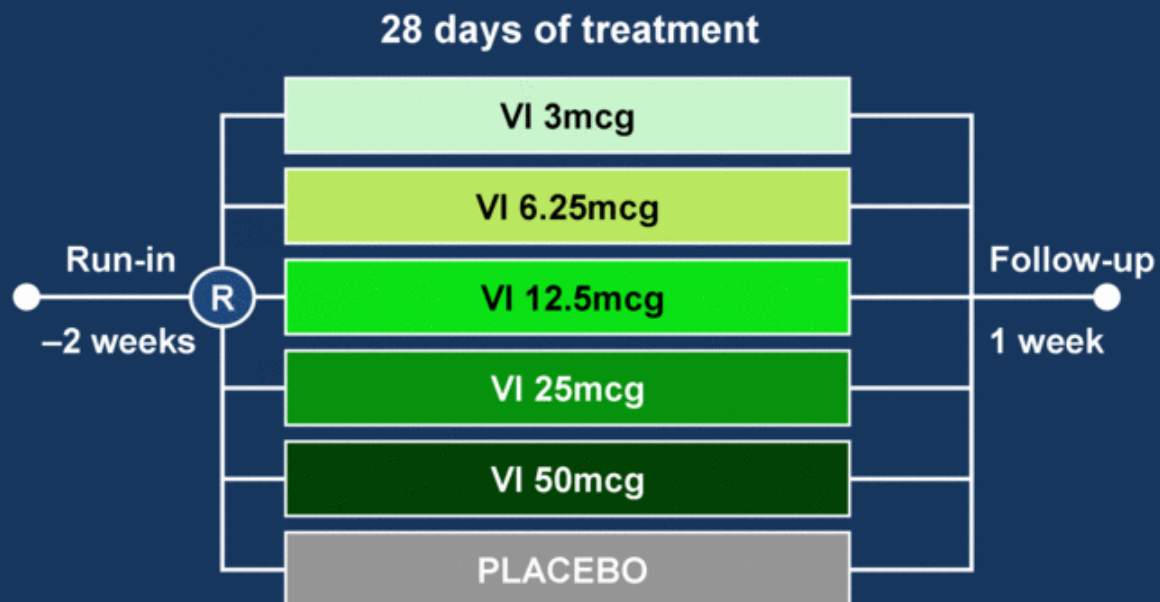 28 days of treatment
VI 3mcg
VI 6.25mcg
Run-in
Follow-up
R
VI 12.5mcg
–2 weeks
1 week
VI 25mcg
VI 50mcg
PLACEBO